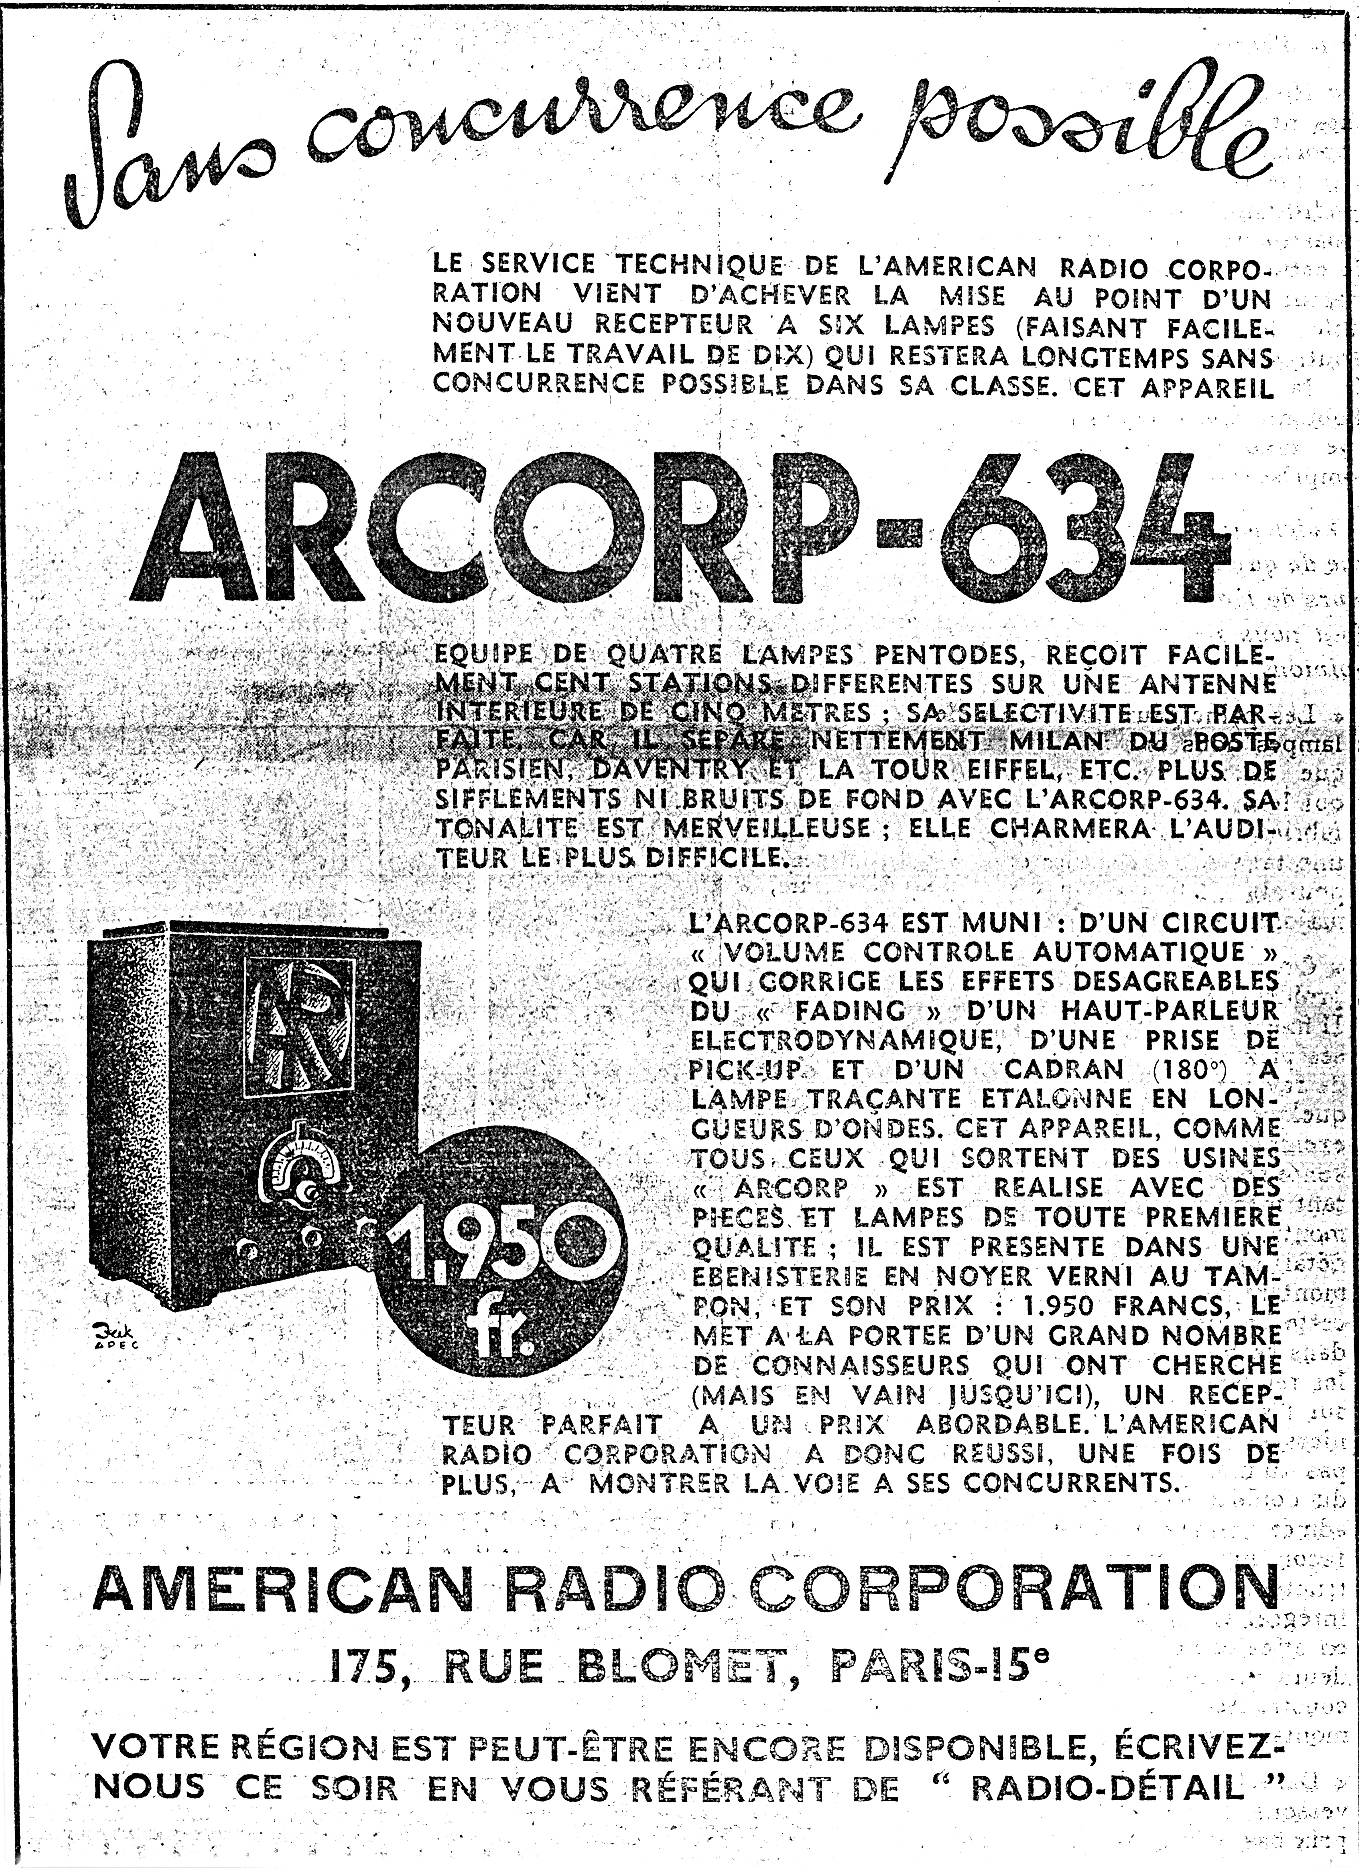 Sans concurrence possible
LE SERVICE TECHNIQUE DE L'AMERICAN RADIO CORPO-
RATION VIENT D'ACHEVER LA MISE AU POINT D'UN
NOUVEAU RECEPTEUR A SIX LAMPES (FAISANT FACILE-
MENT LE TRAVAIL DE DIX) QUI RESTERA LONGTEMPS SANS
CONCURRENCE POSSIBLE DANS SA CLASSE. CET APPAREIL
ARCORP-634
EQUIPE DE QUATRE LAMPES PENTODES, REÇOIT FACILE-
MENT CENT STATIONS DIFFERENTES SUR UNE ANTENNE
INTERIEURE DE CINQ METRES ; SA SELECTIVITE EST PAR-
FAITE, CAR IL SEPARE NETTEMENT MILAN DU POSTE
PARISIEN, DAVENTRY ET LA TOUR EIFFEL, ETC. PLUS DE
SIFFLEMENTS NI BRUITS DE FOND AVEC L'ARCORP-634. SA
TONALITE EST MERVEILLEUSE ; ELLE CHARMERA L'AUDI-
TEUR LE PLUS DIFFICILE.
L'ARCORP-634 EST MUNI : D'UN CIRCUIT
« VOLUME CONTROLE AUTOMATIQUE »
QUI CORRIGE LES EFFETS DESAGREABLES
DU « FADING » D'UN HAUT-PARLEUR
ELECTRODYNAMIQUE, D'UNE PRISE DE
PICK-UP ET D'UN CADRAN (180°) A
LAMPE TRAÇANTE ETALONNE EN LON-
GUEURS D'ONDES. CET APPAREIL, COMME
TOUS CEUX QUI SORTENT DES USINES
« ARCORP » EST REALISE AVEC DES
PIECES ET LAMPES DE TOUTE PREMIERE
QUALITE ; IL EST PRESENTE DANS UNE
EBENISTERIE EN NOYER VERNI AU TAM-
PON, ET SON PRIX : 1.950 FRANCS, LE
MET A LA PORTEE D'UN GRAND NOMBRE
DE CONNAISSEURS QUI ONT CHERCHE
(MAIS EN VAIN JUSQU'ICI), UN RECEP-
TEUR PARFAIT A UN PRIX ABORDABLE. L'AMERICAN
RADIO CORPORATION A DONC REUSSI, UNE FOIS DE
PLUS, A MONTRER LA VOIE A SES CONCURRENTS.
AR
1.950
fr.
ADEC
AMERICAN RADIO CORPORATION
175, RUE BLOMET, PARIS-15e
VOTRE RÉGION EST PEUT-ÊTRE ENCORE DISPONIBLE, ÉCRIVEZ-
NOUS CE SOIR EN VOUS RÉFÉRANT DE “ RADIO-DÉTAIL ”